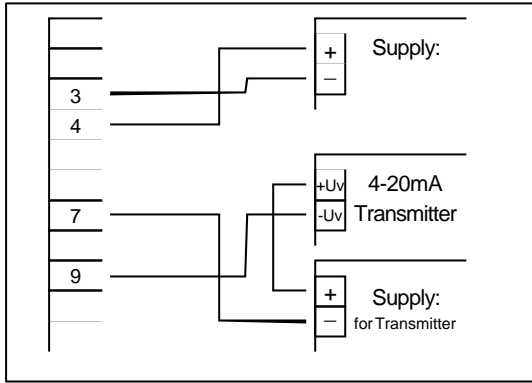 3
4
7
9
+
−
Supply:
+Uv
-Uv
4-20mA
Transmitter
+
−
Supply:
for Transmitter